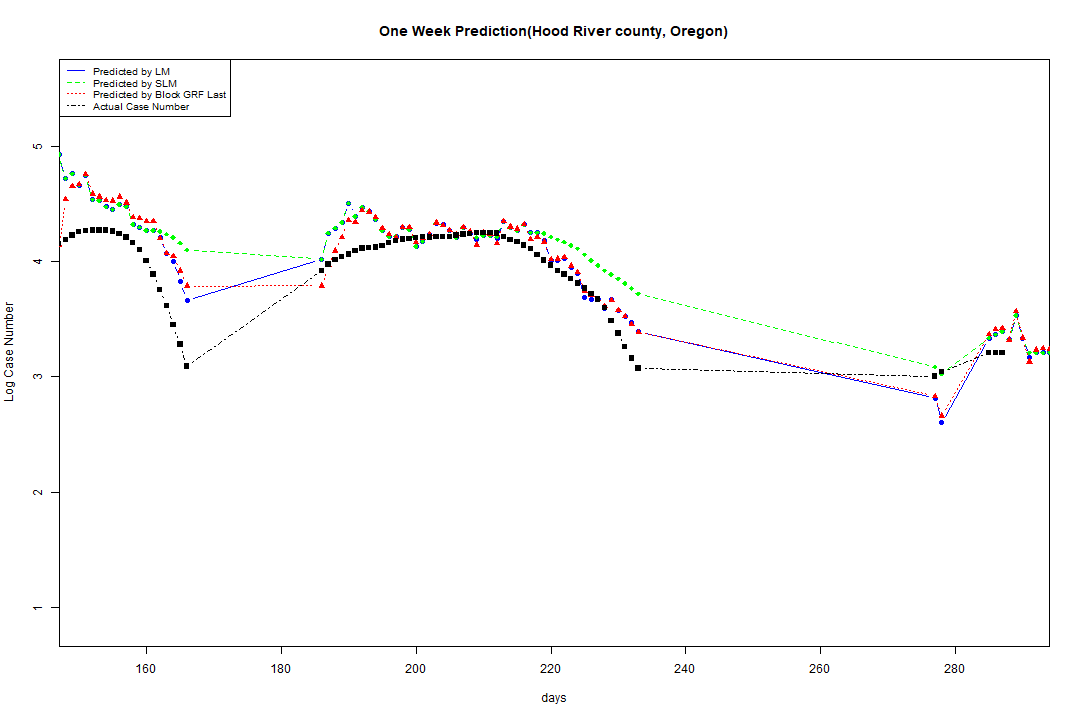 One Week Prediction(Hood River county, Oregon)
Predicted by LM
Predicted by SLM
Predicted by Block GRF Last
Actual Case Number
5
4
3
2
1
Log Case Number
160 180 200 220 240 260 280
days